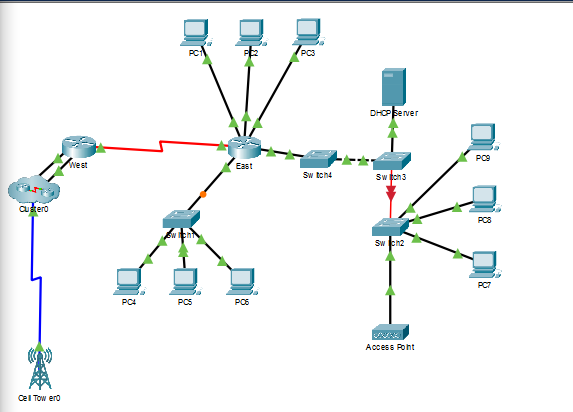 PC1
PC2
PC3
DHCP Server
PC9
West
East
Switch4
Switch3
Cluster0
PC8
Switch1
Switch2
PC7
PC4
PC5
PC6
Access Point
Cell Tower0